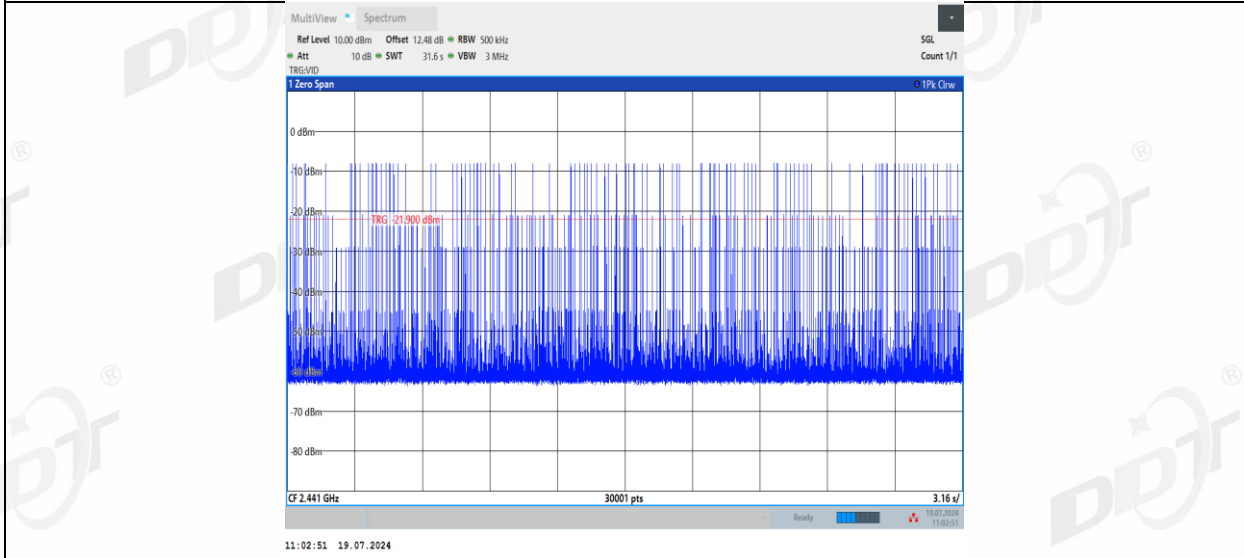 MultiView Spectrum
Ref Level 10.00 dBm Offset 12.48 dB RBW 500 kHz SGL
Att 10 dB SWT 31.6 s VBW 3 MHz Count 1/1
TRG:VID
1 Zero Span 1Pk Clrw
0 dBm
-10 dBm
-20 dBm
TRG -21.900 dBm
-30 dBm
-40 dBm
-50 dBm
-60 dBm
-70 dBm
-80 dBm
CF 2.441 GHz 30001 pts 3.16 s/
Ready 19.07.2024
11:02:51
11:02:51 19.07.2024
DDT ®
DDT ®
DDT ®
DDT ®